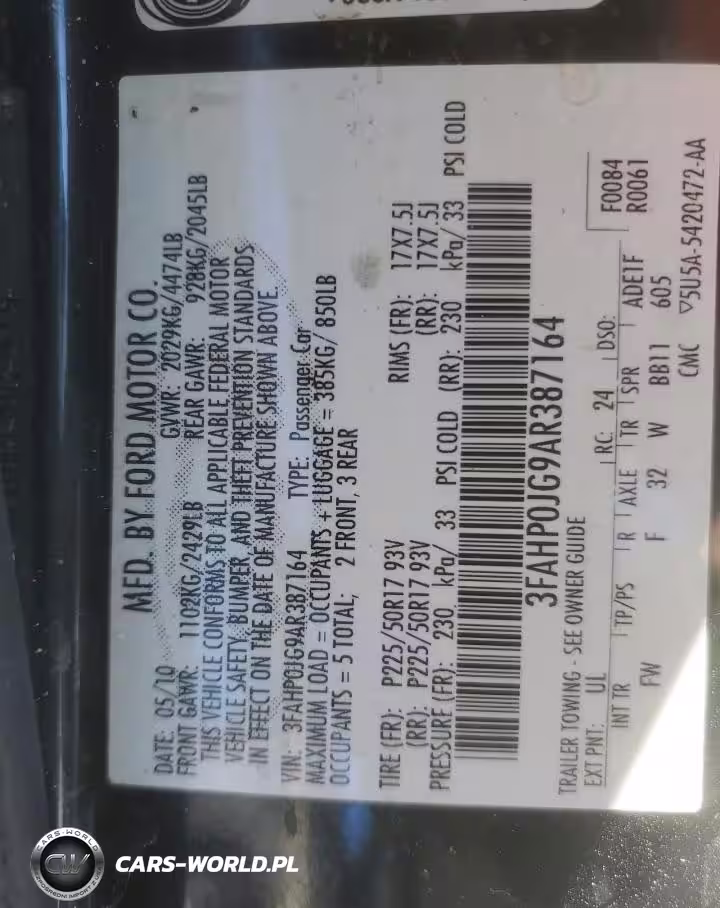 MFD. BY FORD MOTOR CO.
DATE: 05/10 GVWR: 2029KG/4474LB
FRONT GAWR: 1102KG/2429LB REAR GAWR: 928KG/2045LB
THIS VEHICLE CONFORMS TO ALL APPLICABLE FEDERAL MOTOR
VEHICLE SAFETY, BUMPER, AND THEFT PREVENTION STANDARDS
IN EFFECT ON THE DATE OF MANUFACTURE SHOWN ABOVE.
VIN: 3FAHP0JG9AR387164 TYPE: Passenger Car
MAXIMUM LOAD = OCCUPANTS + LUGGAGE = 385KG/ 850LB
OCCUPANTS = 5 TOTAL; 2 FRONT, 3 REAR
TIRE (FR): P225/50R17 93V RIMS (FR): 17X7.5J
(RR): P225/50R17 93V (RR): 17X7.5J
PRESSURE (FR): 230 kPa/ 33 PSI COLD (RR): 230 kPa/ 33 PSI COLD
3FAHP0JG9AR387164
TRAILER TOWING - SEE OWNER GUIDE
F0084
EXT PNT: UL RC: 24 DSO: R0061
INT TR TP/PS R AXLE TR SPR ADE1F
FW F 32 W BB11 605
CMC ▽5U5A-5420472-AA
CARS-WORLD
CW
CARS-WORLD.PL